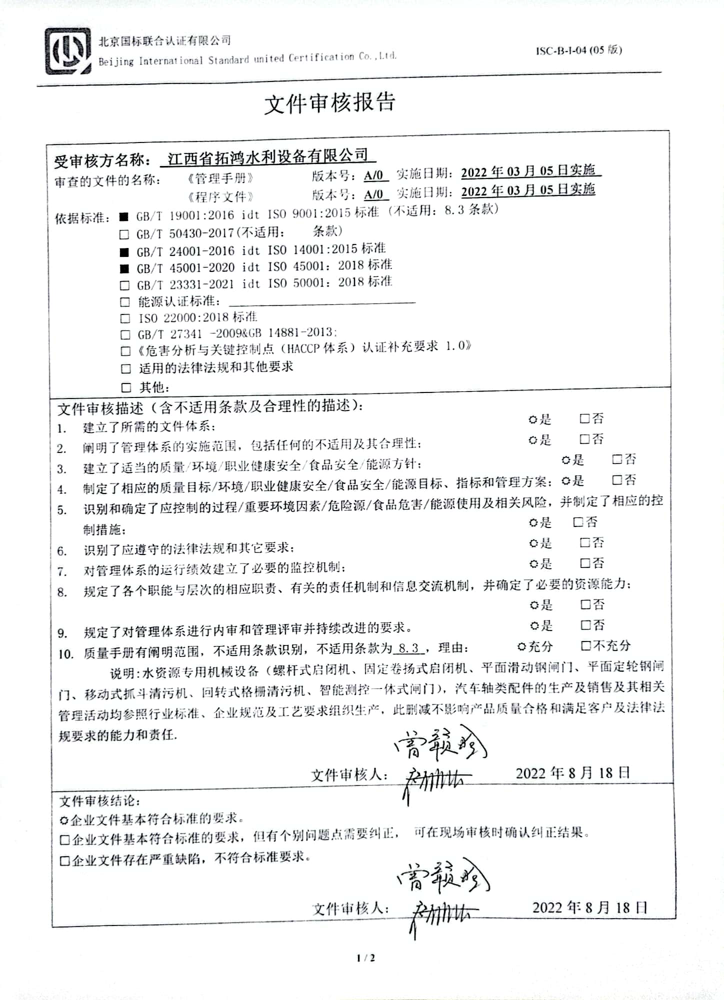 北京国标联合认证有限公司
Beijing International Standard united Certification Co.,Ltd.
ISC-B-I-04 (05 版)
文件审核报告
受审核方名称： 江西省拓鸿水利设备有限公司
审查的文件的名称： 《管理手册》 版本号：A/0 实施日期：2022 年 03 月 05 日实施
《程序文件》 版本号：A/0 实施日期：2022 年 03 月 05 日实施
依据标准：■ GB/T 19001:2016 idt ISO 9001:2015 标准（不适用：8.3 条款）
□ GB/T 50430-2017(不适用： 条款)
■ GB/T 24001-2016 idt ISO 14001:2015 标准
■ GB/T 45001-2020 idt ISO 45001：2018 标准
□ GB/T 23331-2021 idt ISO 50001：2018 标准
□ 能源认证标准：
□ ISO 22000:2018 标准
□ GB/T 27341 -2009&GB 14881-2013;
□《危害分析与关键控制点（HACCP 体系）认证补充要求 1.0》
□ 适用的法律法规和其他要求
□ 其他：
文件审核描述（含不适用条款及合理性的描述）：
1. 建立了所需的文件体系； ✿是 □否
2. 阐明了管理体系的实施范围，包括任何的不适用及其合理性； ✿是 □否
3. 建立了适当的质量/环境/职业健康安全/食品安全/能源方针； ✿是 □否
4. 制定了相应的质量目标/环境/职业健康安全/食品安全/能源目标、指标和管理方案； ✿是 □否
5. 识别和确定了应控制的过程/重要环境因素/危险源/食品危害/能源使用及相关风险，并制定了相应的控
制措施； ✿是 □否
6. 识别了应遵守的法律法规和其它要求； ✿是 □否
7. 对管理体系的运行绩效建立了必要的监控机制； ✿是 □否
8. 规定了各个职能与层次的相应职责、有关的责任机制和信息交流机制，并确定了必要的资源能力；
✿是 □否
9. 规定了对管理体系进行内审和管理评审并持续改进的要求。 ✿是 □否
10. 质量手册有阐明范围，不适用条款识别，不适用条款为 8.3 ，理由： ✿充分 □不充分
说明:水资源专用机械设备（螺杆式启闭机、固定卷扬式启闭机、平面滑动钢闸门、平面定轮钢闸
门、移动式抓斗清污机、回转式格栅清污机、智能测控一体式闸门），汽车轴类配件的生产及销售及其相关
管理活动均参照行业标准、企业规范及工艺要求组织生产，此删减不影响产品质量合格和满足客户及法律法
规要求的能力和责任.
文件审核人： 2022 年 8 月 18 日
文件审核结论：
✿企业文件基本符合标准的要求。
□企业文件基本符合标准的要求，但有个别问题点需要纠正， 可在现场审核时确认纠正结果。
□企业文件存在严重缺陷，不符合标准要求。
文件审核人： 2022 年 8 月 18 日
1 / 2